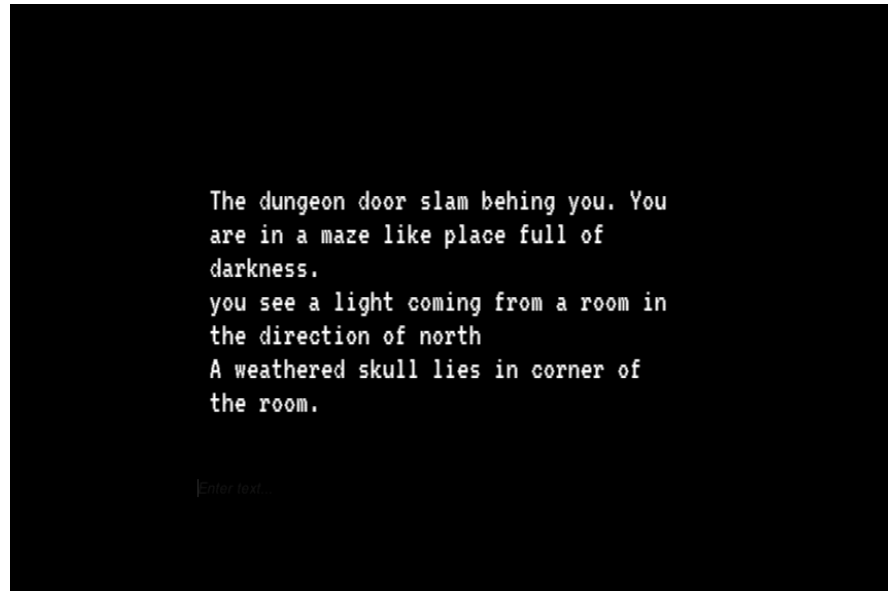 The dungeon door slam behing you. You
are in a maze like place full of
darkness.
you see a light coming from a room in
the direction of north
A weathered skull lies in corner of
the room.
Enter text...